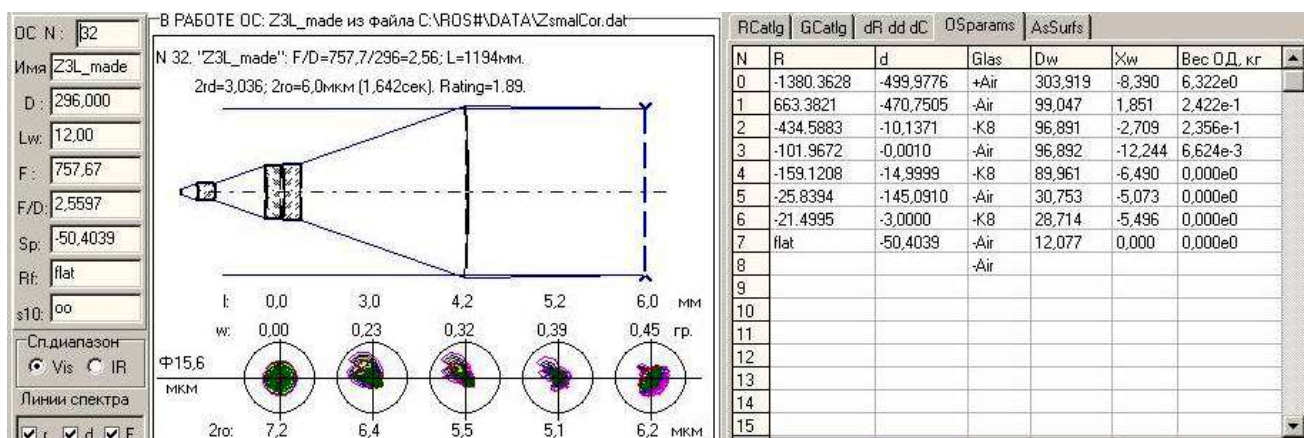 ОС N : 32
Имя Z3L_made
D : 296,000
Lw: 12,00
F : 757,67
F/D: 2,5597
Sp: -50,4039
Rf: flat
s10: oo
Сп.диапазон
Vis IR
Линии спектра
r d F
В РАБОТЕ ОС: Z3L_made из файла C:\ROS#\DATA\ZsmalCor.dat
N 32. "Z3L_made": F/D=757,7/296=2,56; L=1194мм.
2rd=3,036; 2ro=6,0мкм (1,642сек). Rating=1.89.
l: 0,0 3,0 4,2 5,2 6,0 мм
w: 0,00 0,23 0,32 0,39 0,45 гр.
Ф15,6
мкм
2ro: 7,2 6,4 5,5 5,1 6,2 мкм
RCatlg GCatlg dR dd dC OSparams AsSurfs
N R d Glas Dw Xw Вес ОД, кг
0 -1380.3628 -499,9776 +Air 303,919 -8,390 6,322e0
1 663.3821 -470,7505 -Air 99,047 1,851 2,422e-1
2 -434.5883 -10,1371 -K8 96,891 -2,709 2,356e-1
3 -101.9672 -0,0010 -Air 96,892 -12,244 6,624e-3
4 -159.1208 -14,9999 -K8 89,961 -6,490 0,000e0
5 -25.8394 -145,0910 -Air 30,753 -5,073 0,000e0
6 -21.4995 -3,0000 -K8 28,714 -5,496 0,000e0
7 flat -50,4039 -Air 12,077 0,000 0,000e0
8 -Air
9
10
11
12
13
14
15